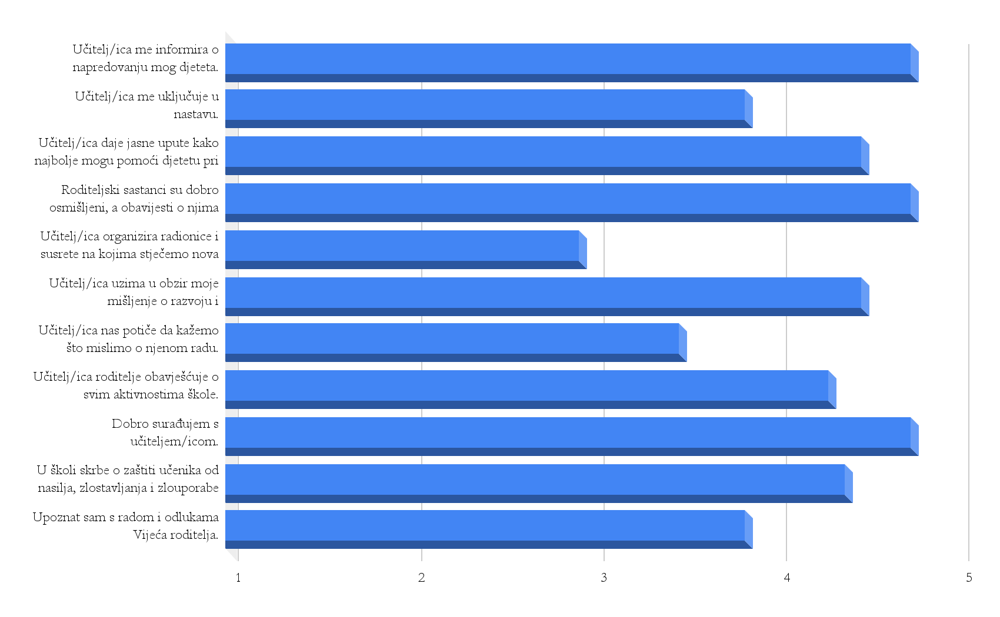 Učitelj/ica me informira o
napredovanju mog djeteta.
Učitelj/ica me uključuje u
nastavu.
Učitelj/ica daje jasne upute kako
najbolje mogu pomoći djetetu pri
Roditeljski sastanci su dobro
osmišljeni, a obavijesti o njima
Učitelj/ica organizira radionice i
susrete na kojima stječemo nova
Učitelj/ica uzima u obzir moje
mišljenje o razvoju i
Učitelj/ica nas potiče da kažemo
što mislimo o njenom radu.
Učitelj/ica roditelje obavješćuje o
svim aktivnostima škole.
Dobro surađujem s
učiteljem/icom.
U školi skrbe o zaštiti učenika od
nasilja, zlostavljanja i zlouporabe
Upoznat sam s radom i odlukama
Vijeća roditelja.
1 2 3 4 5